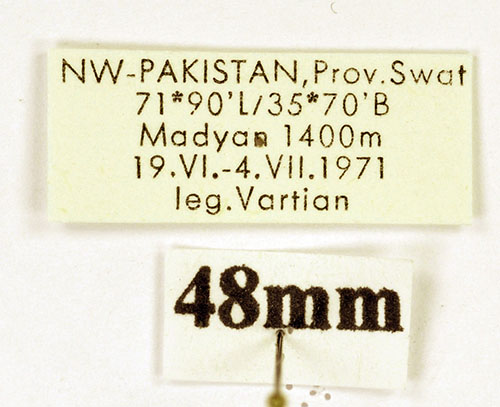 NW-PAKISTAN,Prov.Swat
71*90'L/35*70'B
Madyan 1400m
19.VI.-4.VII.1971
leg.Vartian
48mm